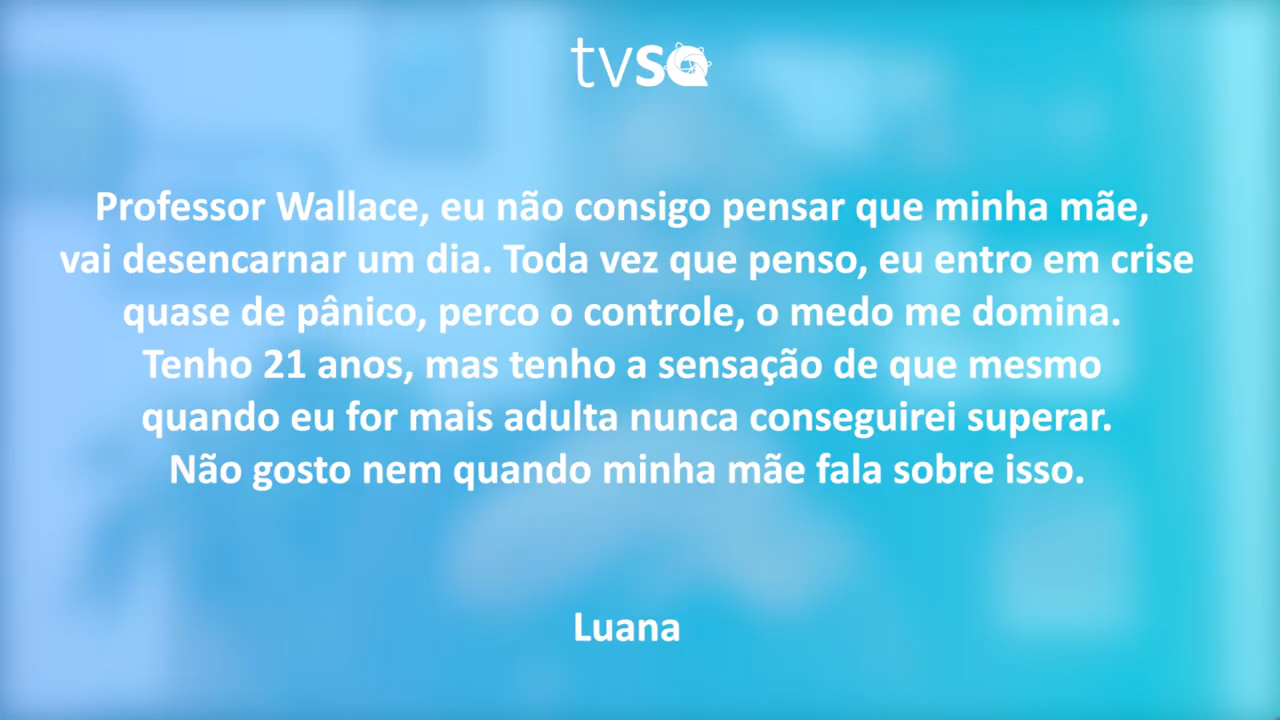 tvsa
Professor Wallace, eu não consigo pensar que minha mãe,
vai desencarnar um dia. Toda vez que penso, eu entro em crise
quase de pânico, perco o controle, o medo me domina.
Tenho 21 anos, mas tenho a sensação de que mesmo
quando eu for mais adulta nunca conseguirei superar.
Não gosto nem quando minha mãe fala sobre isso.
Luana